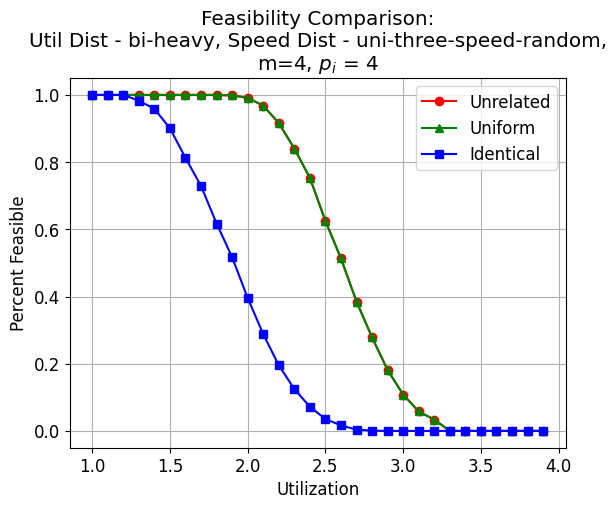 Feasibility Comparison:
Util Dist - bi-heavy, Speed Dist - uni-three-speed-random,
m=4, $p_i$ = 4
Unrelated
Uniform
Identical
Percent Feasible
1.0
0.8
0.6
0.4
0.2
0.0
1.0 1.5 2.0 2.5 3.0 3.5 4.0
Utilization